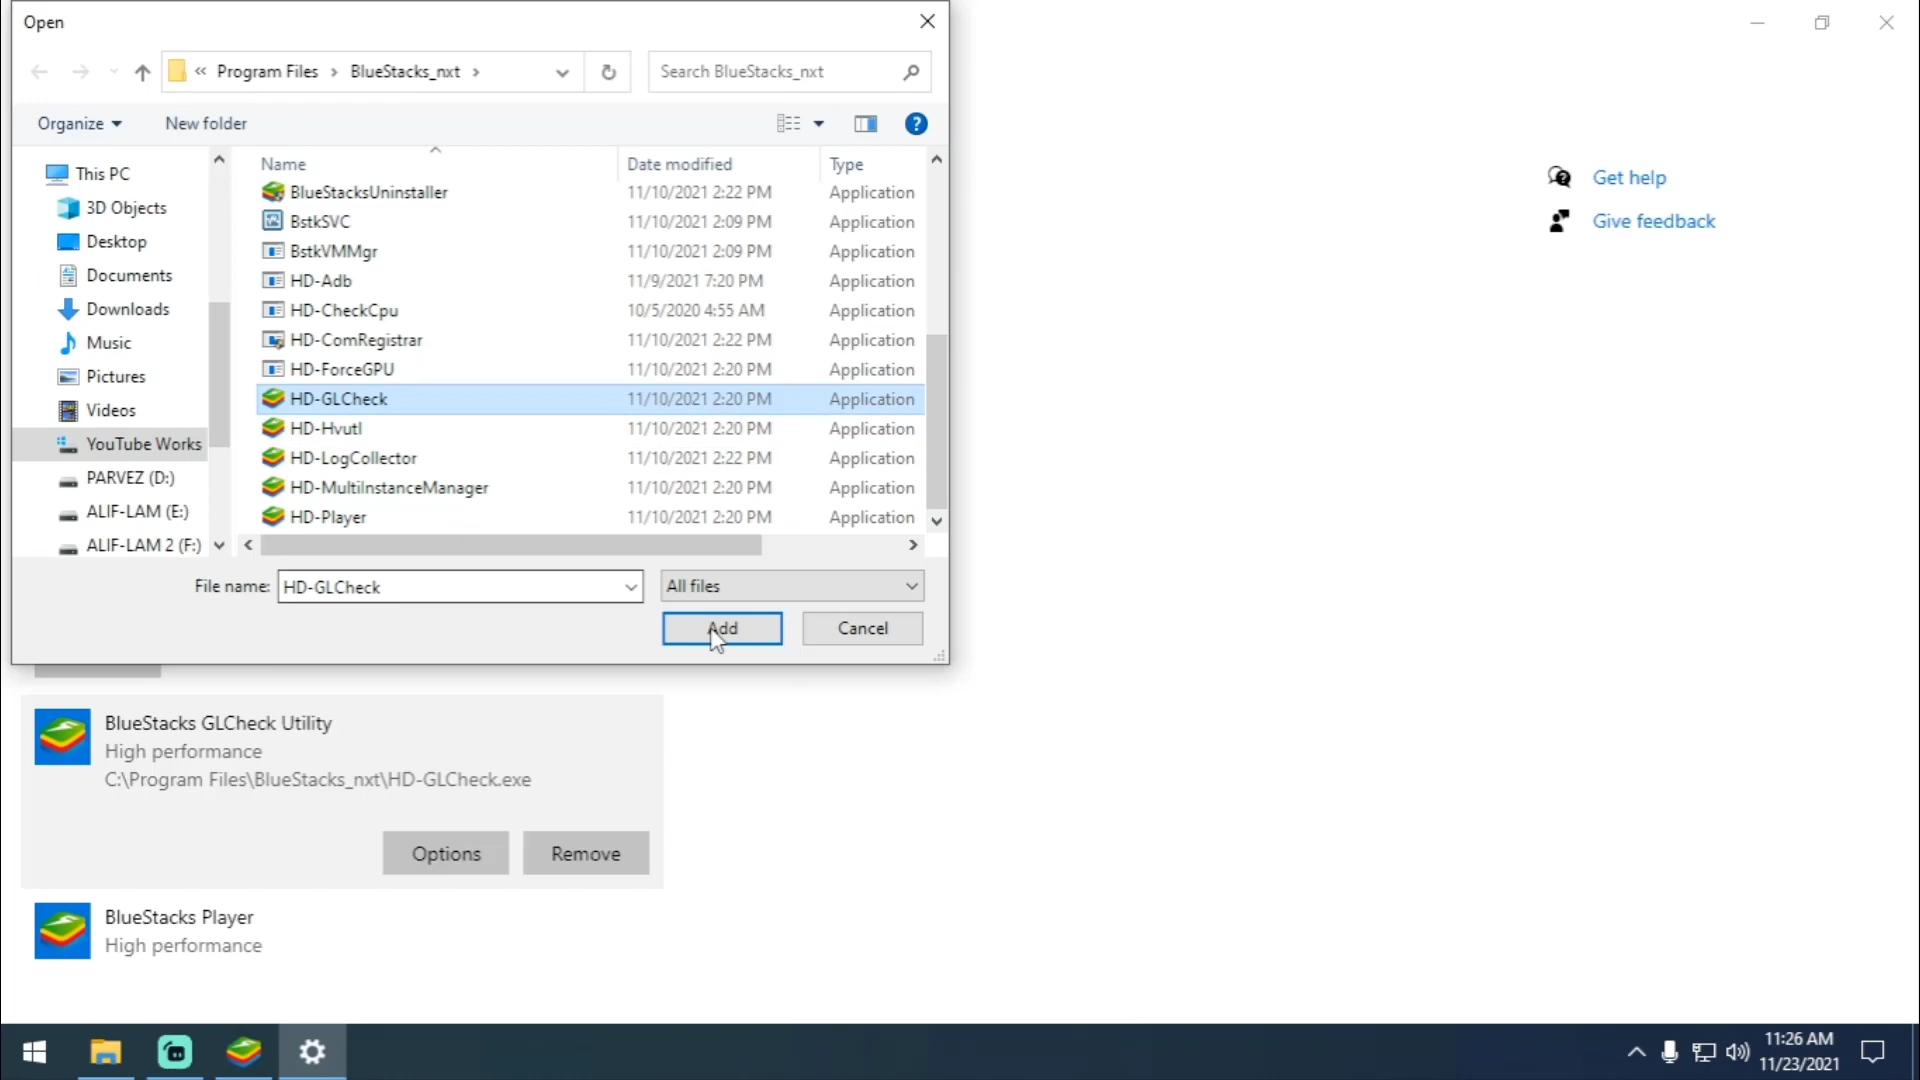 Open
« Program Files › BlueStacks_nxt ›
Search BlueStacks_nxt
Organize
New folder
?
Name Date modified Type
This PC
3D Objects
Desktop
Documents
Downloads
Music
Pictures
Videos
YouTube Works
PARVEZ (D:)
ALIF-LAM (E:)
ALIF-LAM 2 (F:)
BlueStacksUninstaller 11/10/2021 2:22 PM Application
BstkSVC 11/10/2021 2:09 PM Application
BstkVMMgr 11/10/2021 2:09 PM Application
HD-Adb 11/9/2021 7:20 PM Application
HD-CheckCpu 10/5/2020 4:55 AM Application
HD-ComRegistrar 11/10/2021 2:22 PM Application
HD-ForceGPU 11/10/2021 2:20 PM Application
HD-GLCheck 11/10/2021 2:20 PM Application
HD-Hvutl 11/10/2021 2:20 PM Application
HD-LogCollector 11/10/2021 2:22 PM Application
HD-MultiInstanceManager 11/10/2021 2:20 PM Application
HD-Player 11/10/2021 2:20 PM Application
File name: HD-GLCheck
All files
Add
Cancel
Get help
Give feedback
BlueStacks GLCheck Utility
High performance
C:\Program Files\BlueStacks_nxt\HD-GLCheck.exe
Options
Remove
BlueStacks Player
High performance
11:26 AM
11/23/2021